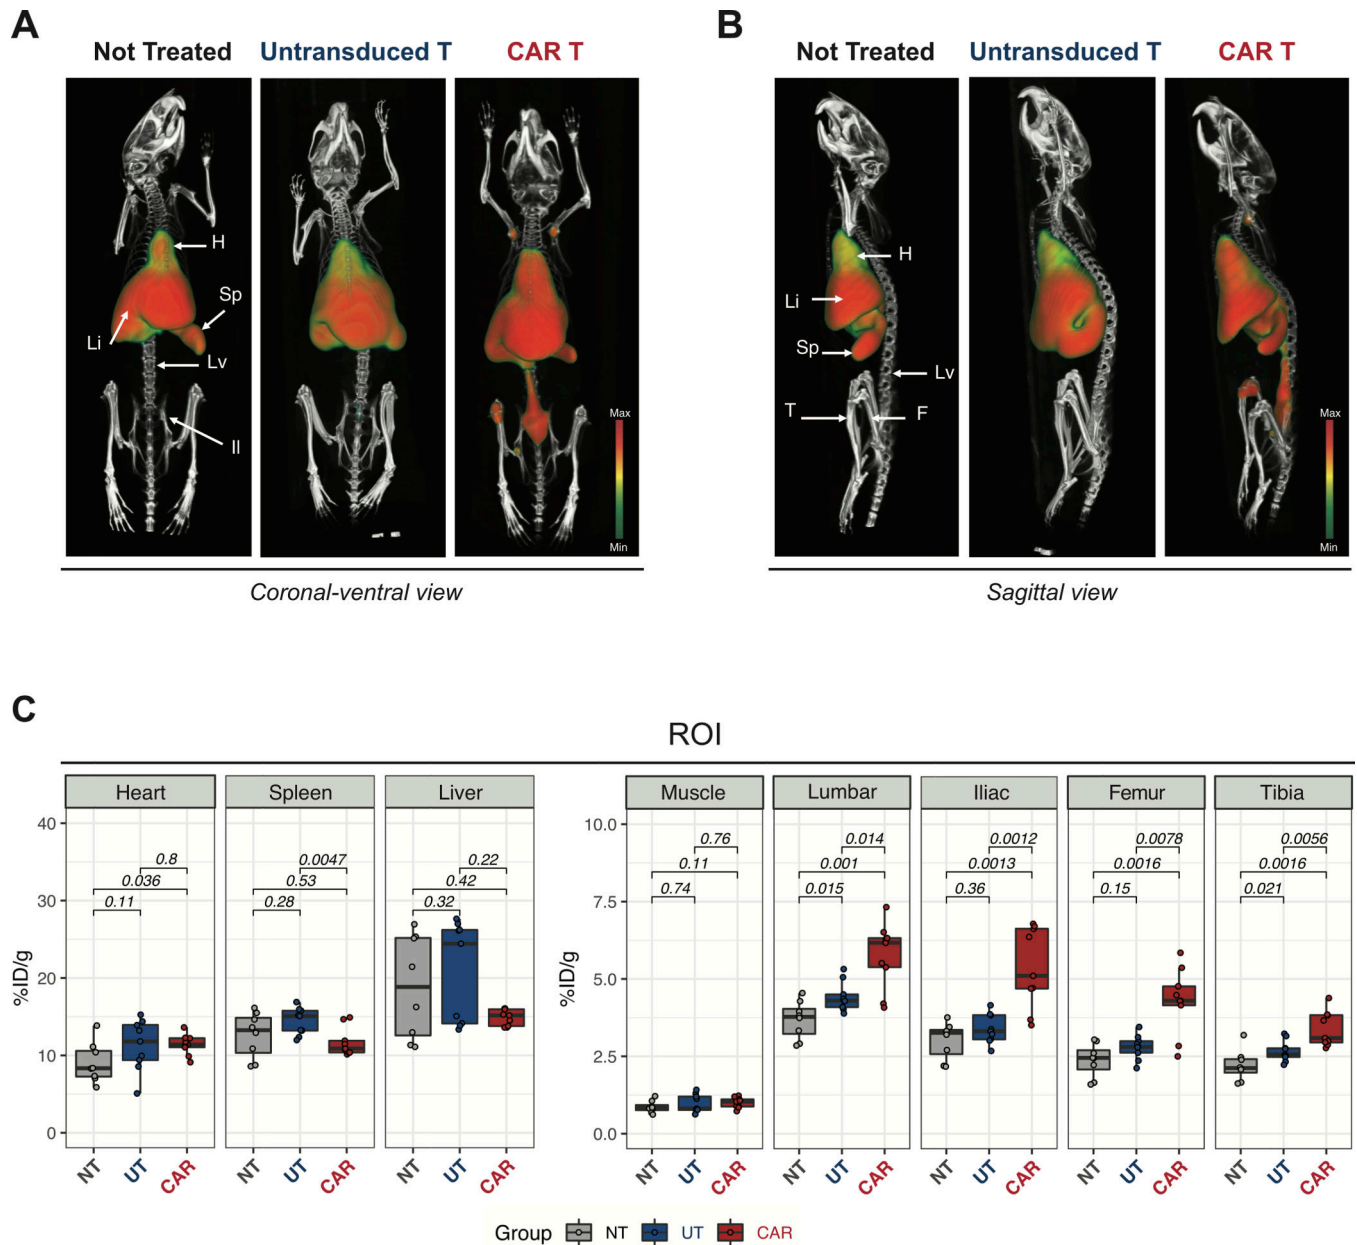 A
B
Not Treated
Untransduced T
CAR T
Not Treated
Untransduced T
CAR T
H
Sp
Li
Lv
Il
Max
Min
H
Li
Sp
Lv
T
F
Max
Min
Coronal-ventral view
Sagittal view
C
ROI
Heart
Spleen
Liver
Muscle
Lumbar
Iliac
Femur
Tibia
%ID/g
40
30
20
10
0
0.8
0.036
0.11
0.0047
0.53
0.28
0.22
0.42
0.32
%ID/g
10.0
7.5
5.0
2.5
0.0
0.76
0.11
0.74
0.014
0.001
0.015
0.0012
0.0013
0.36
0.0078
0.0016
0.15
0.0056
0.0016
0.021
NT UT CAR NT UT CAR NT UT CAR NT UT CAR NT UT CAR NT UT CAR NT UT CAR NT UT CAR
Group NT UT CAR